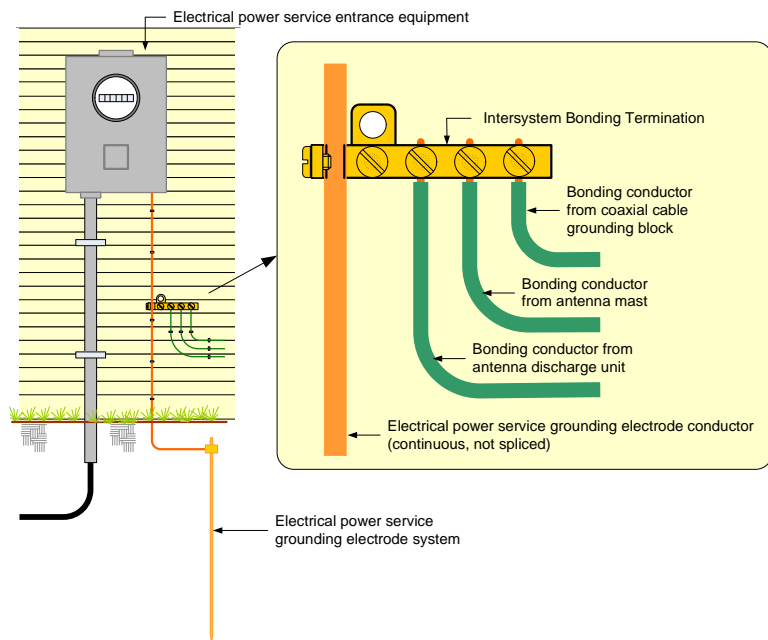 Electrical power service entrance equipment
Intersystem Bonding Termination
Bonding conductor
from coaxial cable
grounding block
Bonding conductor
from antenna mast
Bonding conductor from
antenna discharge unit
Electrical power service grounding electrode conductor
(continuous, not spliced)
Electrical power service
grounding electrode system